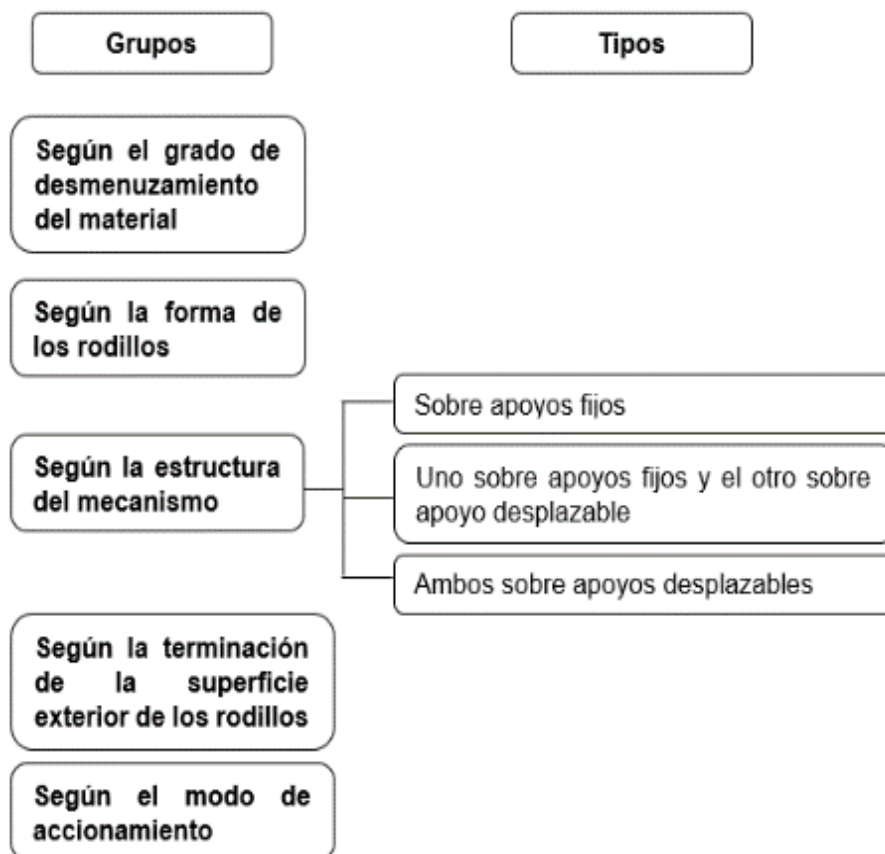 Grupos
Tipos
Según el grado de
desmenuzamiento
del material
Según la forma de
los rodillos
Según la estructura
del mecanismo
Sobre apoyos fijos
Uno sobre apoyos fijos y el otro sobre
apoyo desplazable
Ambos sobre apoyos desplazables
Según la terminación
de la superficie
exterior de los rodillos
Según el modo de
accionamiento